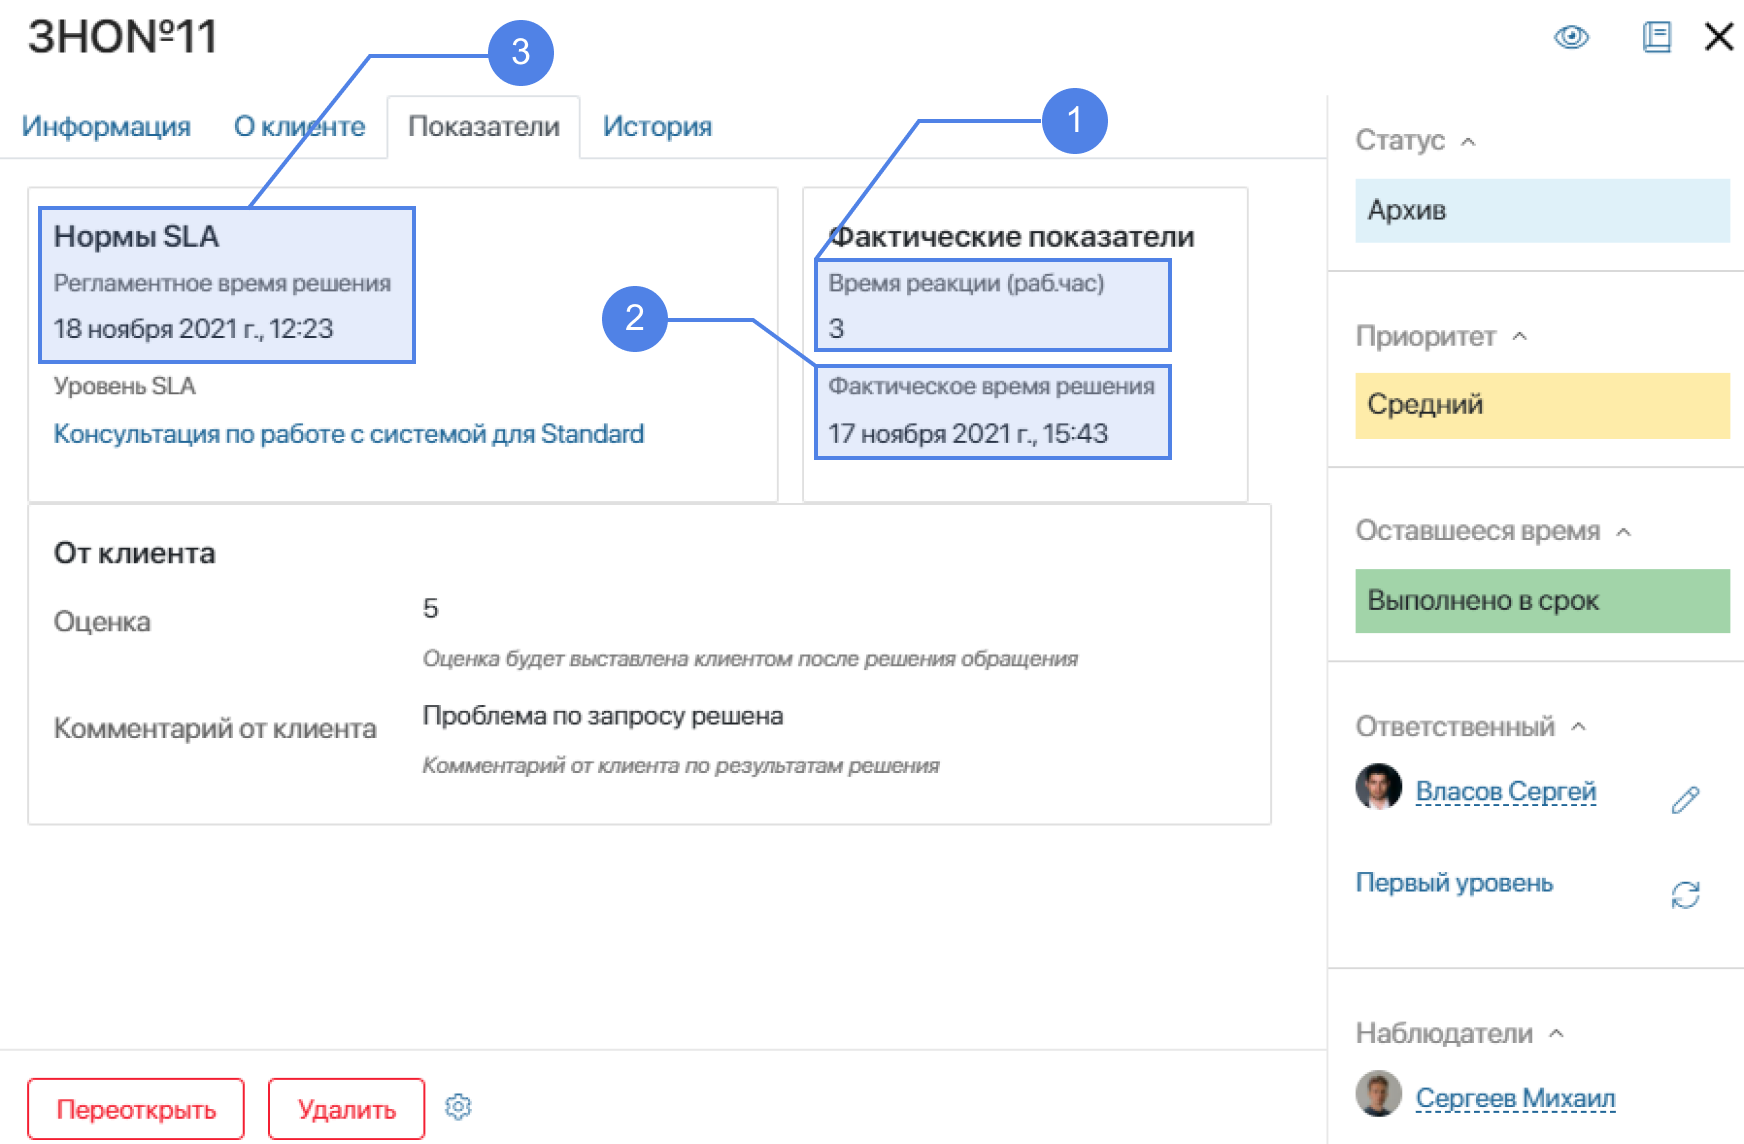 ЗНО№11
3
1
Информация
О клиенте
Показатели
История
Нормы SLA
Регламентное время решения
18 ноября 2021 г., 12:23
Уровень SLA
Консультация по работе с системой для Standard
Фактические показатели
Время реакции (раб.час)
3
2
Фактическое время решения
17 ноября 2021 г., 15:43
От клиента
Оценка
5
Оценка будет выставлена клиентом после решения обращения
Комментарий от клиента
Проблема по запросу решена
Комментарий от клиента по результатам решения
Переоткрыть
Удалить
Статус
Архив
Приоритет
Средний
Оставшееся время
Выполнено в срок
Ответственный
Власов Сергей
Первый уровень
Наблюдатели
Сергеев Михаил